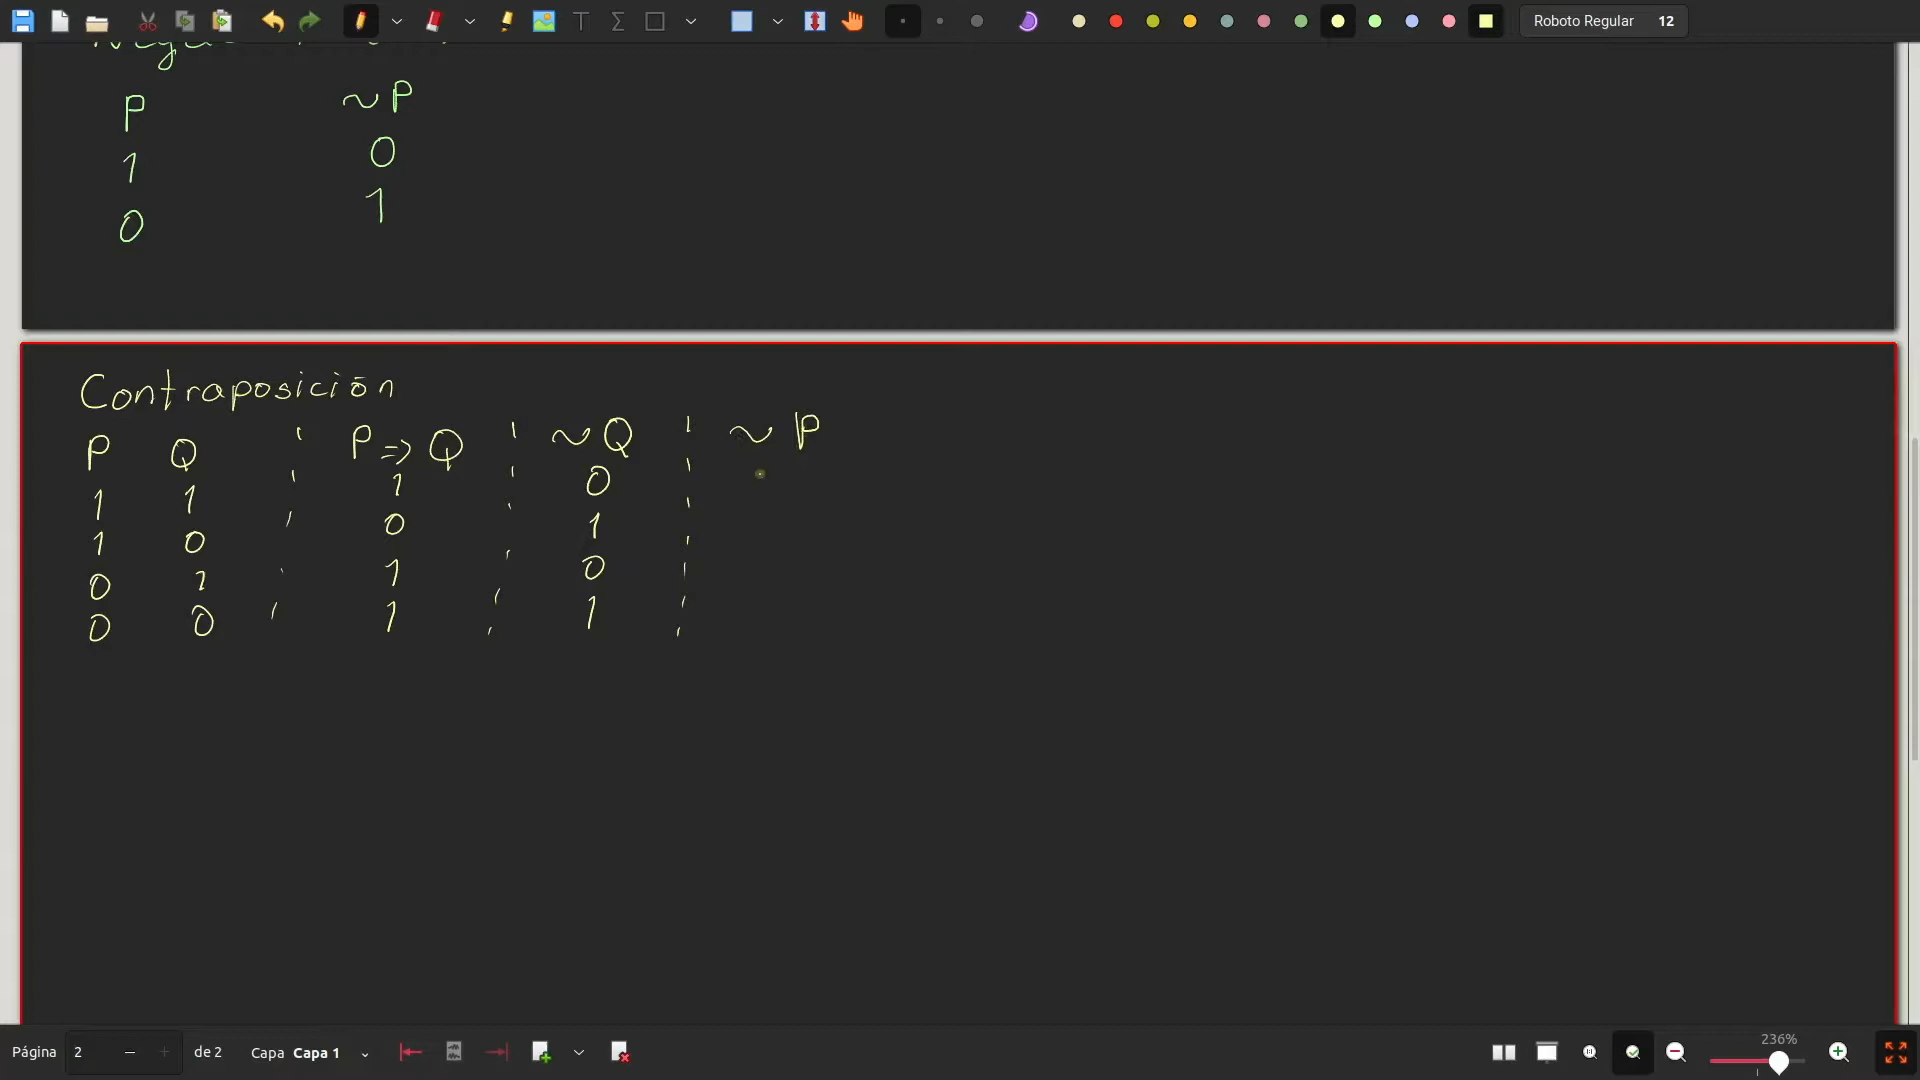 Roboto Regular 12
P ~P
1 0
0 1
Contraposición
P Q P => Q ~Q ~P
1 1 1 0
1 0 0 1
0 1 1 0
0 0 1 1
236%
Página 2 de 2 Capa Capa 1